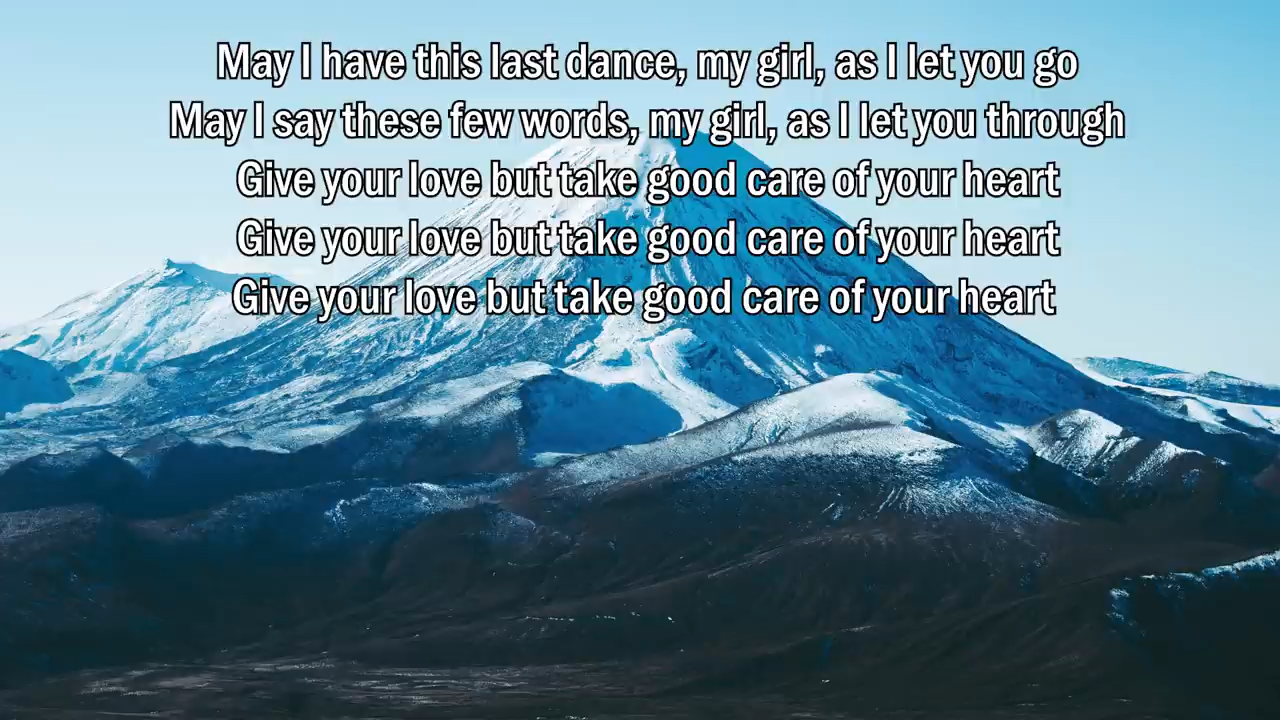 May I have this last dance, my girl, as I let you go
May I say these few words, my girl, as I let you through
Give your love but take good care of your heart
Give your love but take good care of your heart
Give your love but take good care of your heart